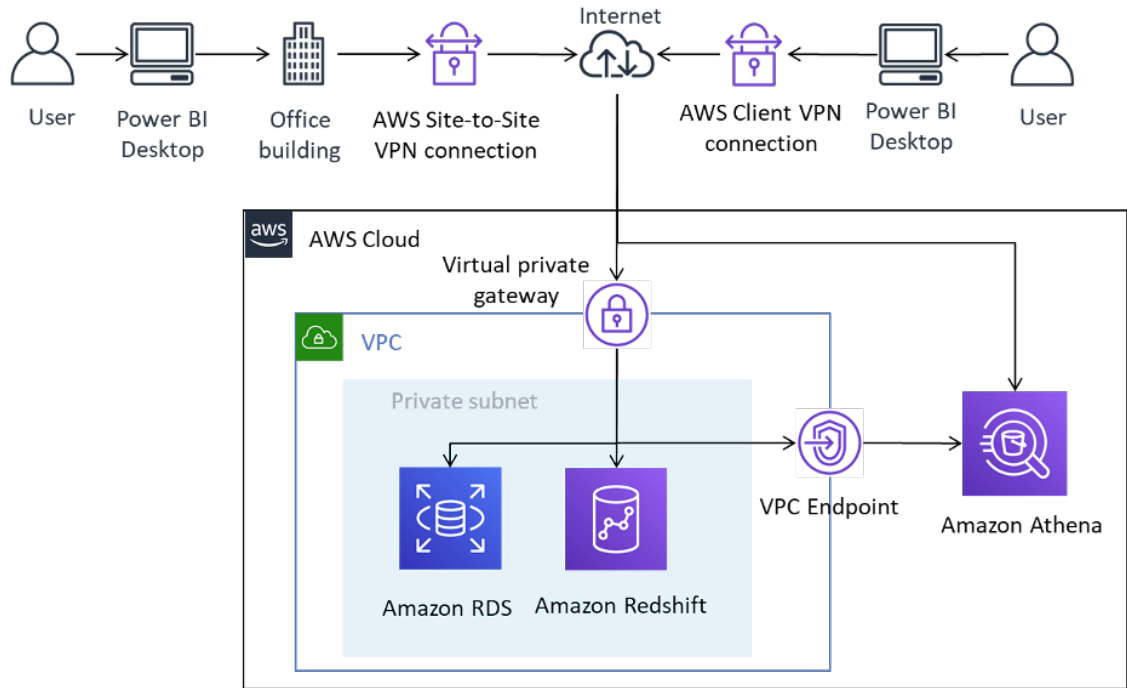 Internet
User
Power BI
Desktop
Office
building
AWS Site-to-Site
VPN connection
AWS Client VPN
connection
Power BI
Desktop
User
aws
AWS Cloud
Virtual private
gateway
VPC
Private subnet
VPC Endpoint
Amazon Athena
Amazon RDS
Amazon Redshift